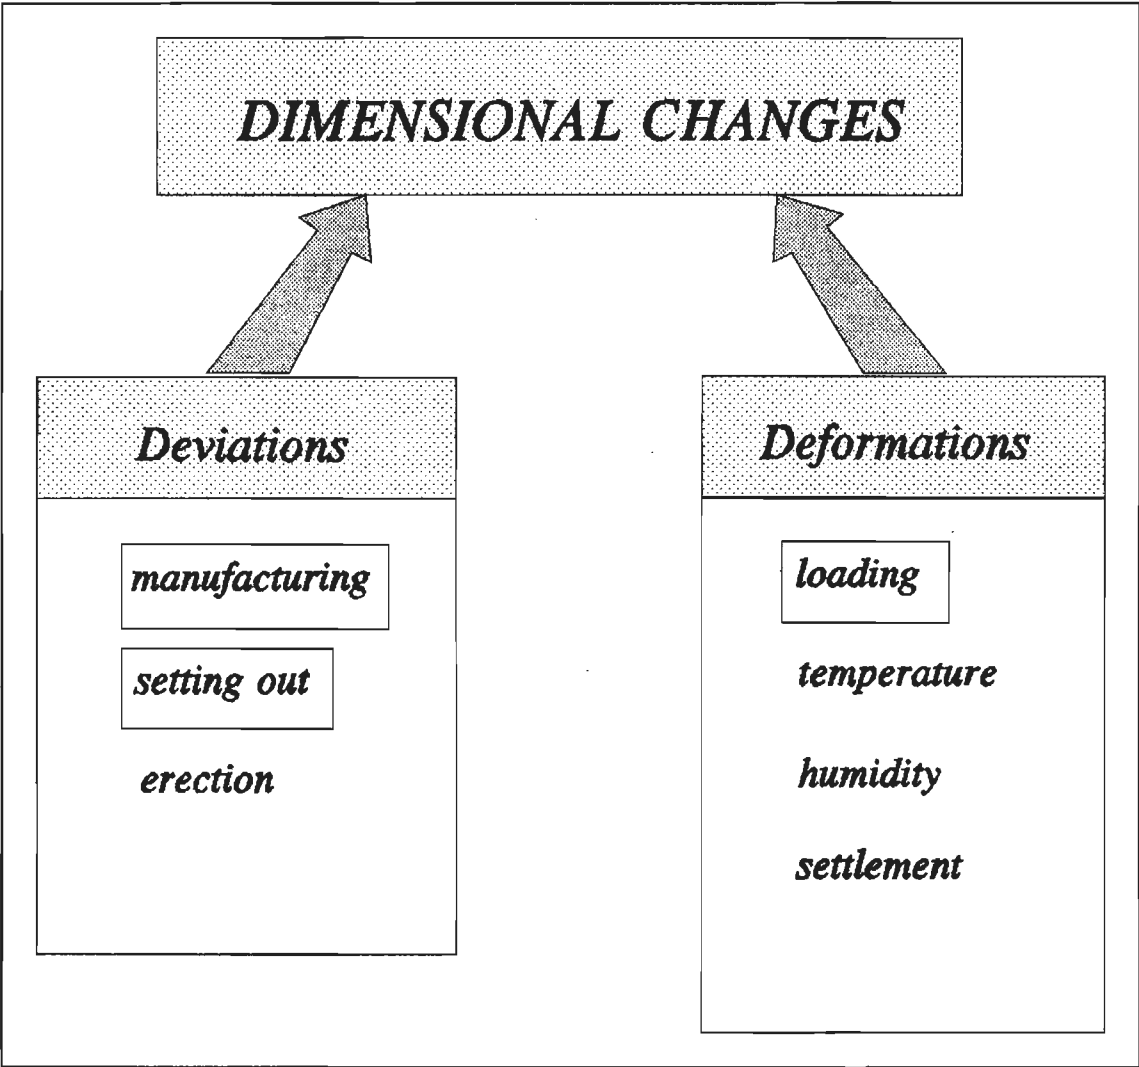 DIMENSIONAL CHANGES
Deviations
manufacturing
setting out
erection
Deformations
loading
temperature
humidity
settlement